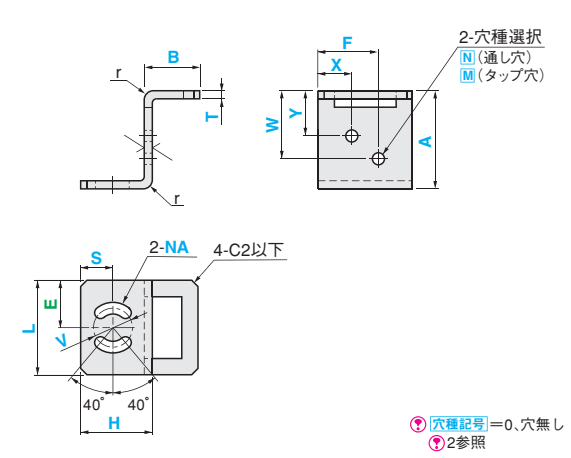 B
r
T
r
F
X
W
Y
A
2-穴種選択
N(通し穴)
M(タップ穴)
S
2-NA
4-C2以下
E
L
V
40°
40°
H
穴種記号=0、穴無し
2参照